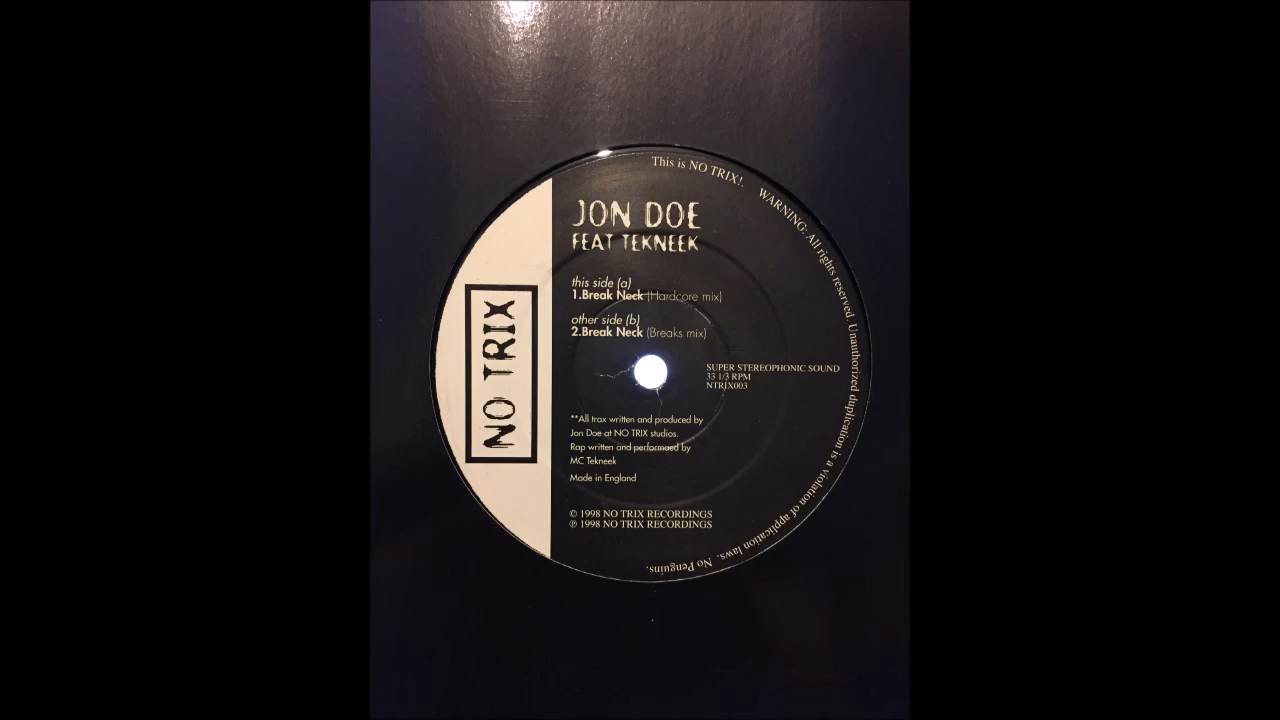 This is NO TRIX!. WARNING: All rights reserved. Unauthorized duplication is a violation of application laws. No Penguins.
NO TRIX
JON DOE
FEAT TEKNEEK
this side (a)
1.Break Neck (Hardcore mix)
other side (b)
2.Break Neck (Breaks mix)
SUPER STEREOPHONIC SOUND
33 1/3 RPM
NTRIX003
**All trax written and produced by
Jon Doe at NO TRIX studios.
Rap written and performaed by
MC Tekneek
Made in England
© 1998 NO TRIX RECORDINGS
℗ 1998 NO TRIX RECORDINGS